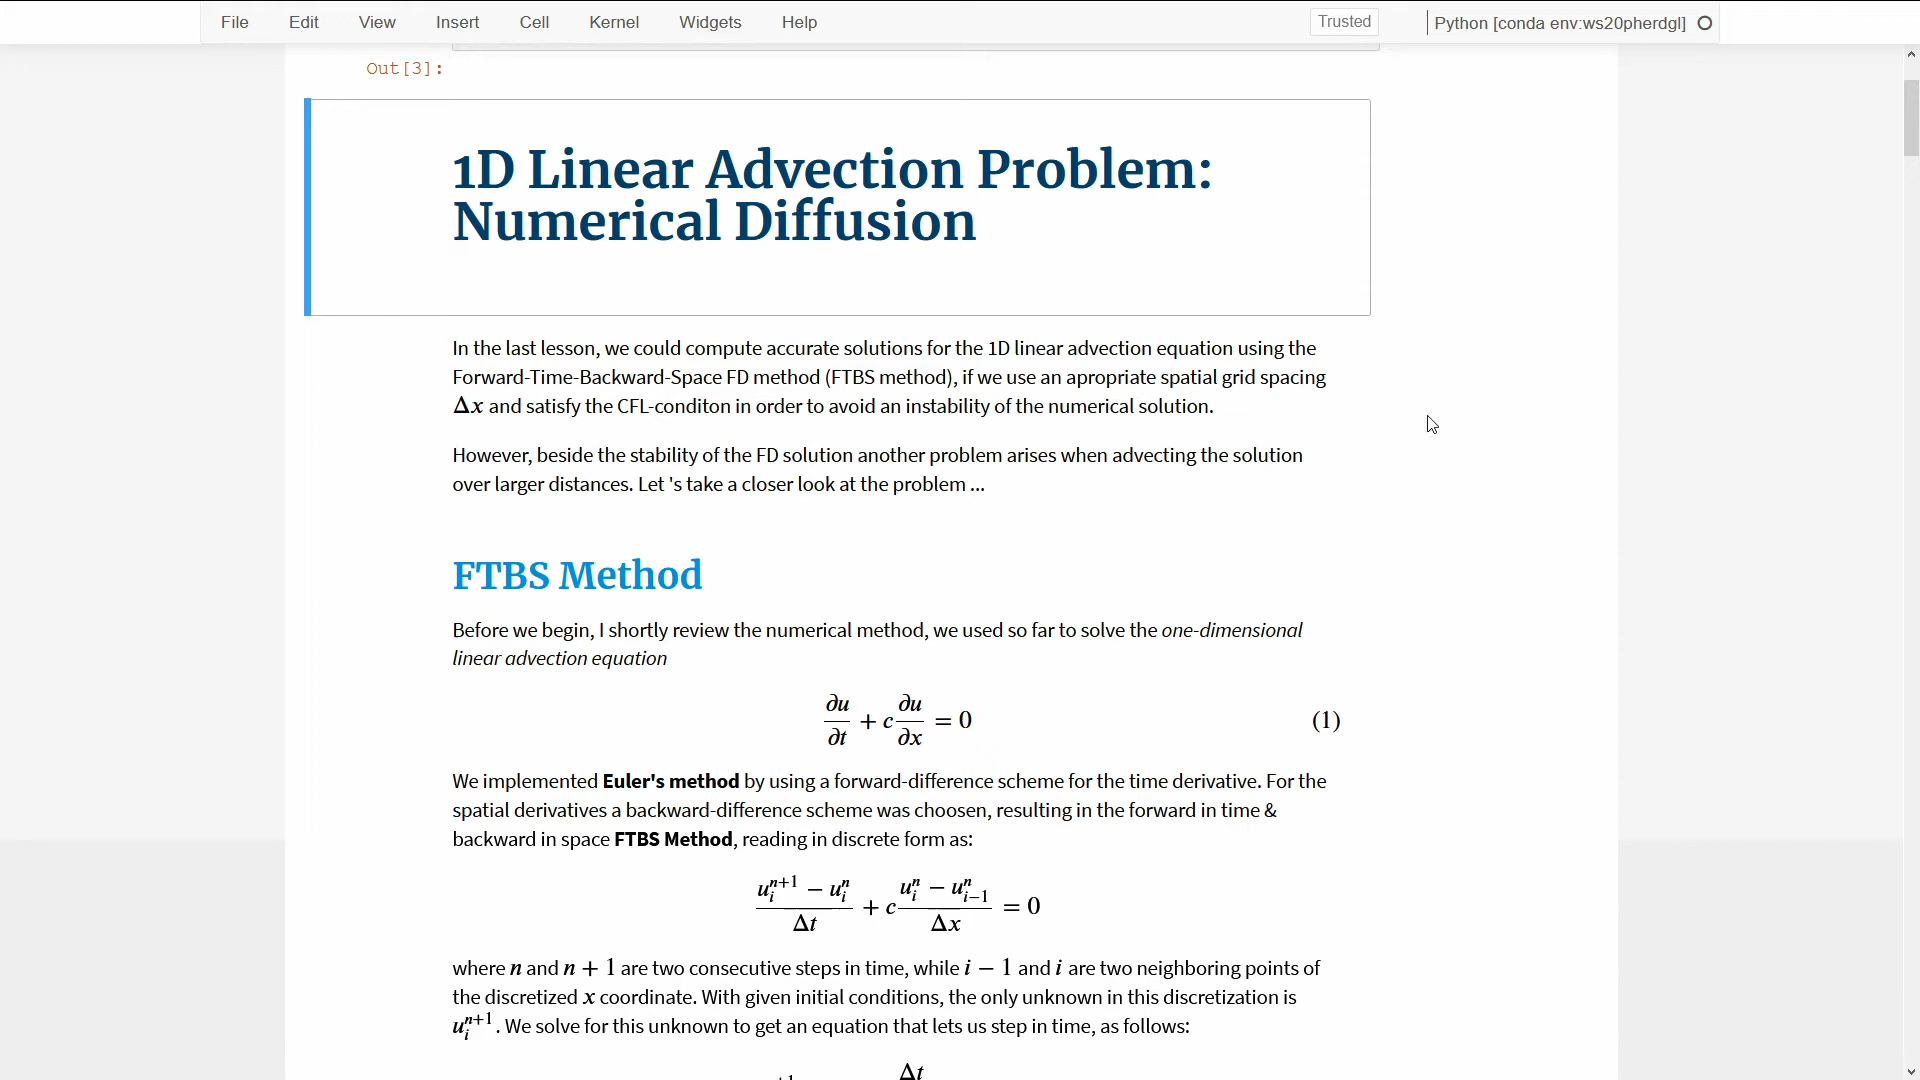 File Edit View Insert Cell Kernel Widgets Help Trusted Python [conda env:ws20pherdgl]
Out[3]:
1D Linear Advection Problem:
Numerical Diffusion
In the last lesson, we could compute accurate solutions for the 1D linear advection equation using the
Forward-Time-Backward-Space FD method (FTBS method), if we use an apropriate spatial grid spacing
Δx and satisfy the CFL-conditon in order to avoid an instability of the numerical solution.
However, beside the stability of the FD solution another problem arises when advecting the solution
over larger distances. Let 's take a closer look at the problem ...
FTBS Method
Before we begin, I shortly review the numerical method, we used so far to solve the one-dimensional
linear advection equation
∂u/∂t + c ∂u/∂x = 0 (1)
We implemented Euler's method by using a forward-difference scheme for the time derivative. For the
spatial derivatives a backward-difference scheme was choosen, resulting in the forward in time &
backward in space FTBS Method, reading in discrete form as:
(u_i^{n+1} − u_i^n)/Δt + c (u_i^n − u_{i−1}^n)/Δx = 0
where n and n + 1 are two consecutive steps in time, while i − 1 and i are two neighboring points of
the discretized x coordinate. With given initial conditions, the only unknown in this discretization is
u_i^{n+1}. We solve for this unknown to get an equation that lets us step in time, as follows:
Δt